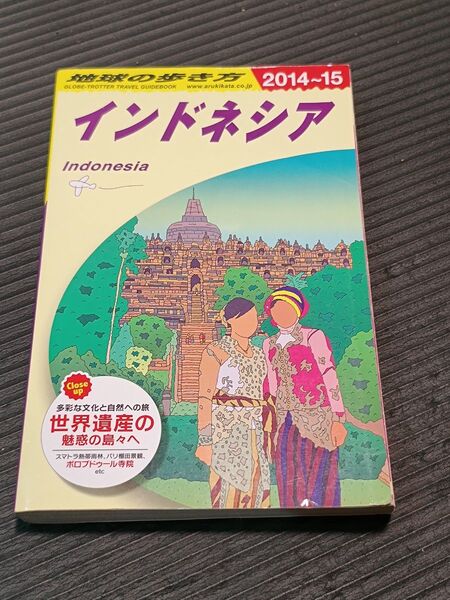 地球の歩き方
GLOBE-TROTTER TRAVEL GUIDEBOOK
www.arukikata.co.jp
2014~15
インドネシア
Indonesia
Close up
多彩な文化と自然への旅
世界遺産の
魅惑の島々へ
スマトラ熱帯雨林、バリ棚田景観、
ボロブドゥール寺院
etc